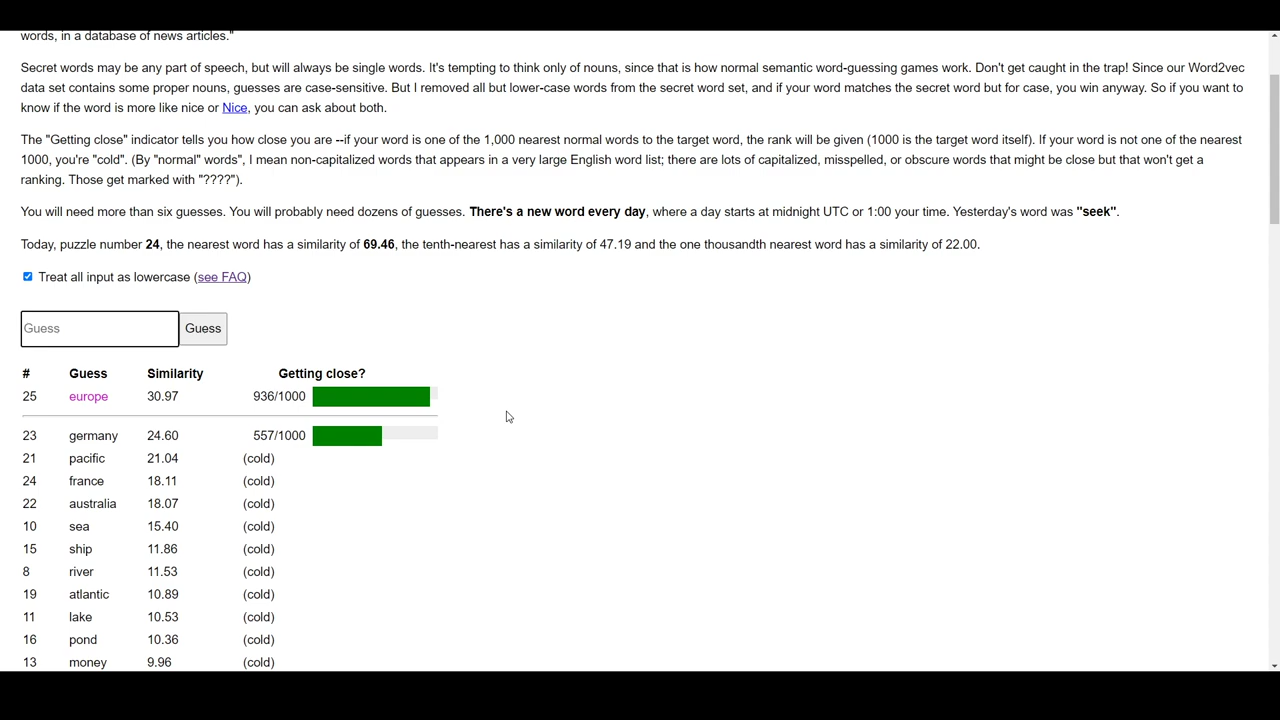 words, in a database of news articles."
Secret words may be any part of speech, but will always be single words. It's tempting to think only of nouns, since that is how normal semantic word-guessing games work. Don't get caught in the trap! Since our Word2vec
data set contains some proper nouns, guesses are case-sensitive. But I removed all but lower-case words from the secret word set, and if your word matches the secret word but for case, you win anyway. So if you want to
know if the word is more like nice or Nice, you can ask about both.
The "Getting close" indicator tells you how close you are --if your word is one of the 1,000 nearest normal words to the target word, the rank will be given (1000 is the target word itself). If your word is not one of the nearest
1000, you're "cold". (By "normal" words", I mean non-capitalized words that appears in a very large English word list; there are lots of capitalized, misspelled, or obscure words that might be close but that won't get a
ranking. Those get marked with "????").
You will need more than six guesses. You will probably need dozens of guesses. There's a new word every day, where a day starts at midnight UTC or 1:00 your time. Yesterday's word was "seek".
Today, puzzle number 24, the nearest word has a similarity of 69.46, the tenth-nearest has a similarity of 47.19 and the one thousandth nearest word has a similarity of 22.00.
Treat all input as lowercase (see FAQ)
Guess Guess
# Guess Similarity Getting close?
25 europe 30.97 936/1000
23 germany 24.60 557/1000
21 pacific 21.04 (cold)
24 france 18.11 (cold)
22 australia 18.07 (cold)
10 sea 15.40 (cold)
15 ship 11.86 (cold)
8 river 11.53 (cold)
19 atlantic 10.89 (cold)
11 lake 10.53 (cold)
16 pond 10.36 (cold)
13 money 9.96 (cold)